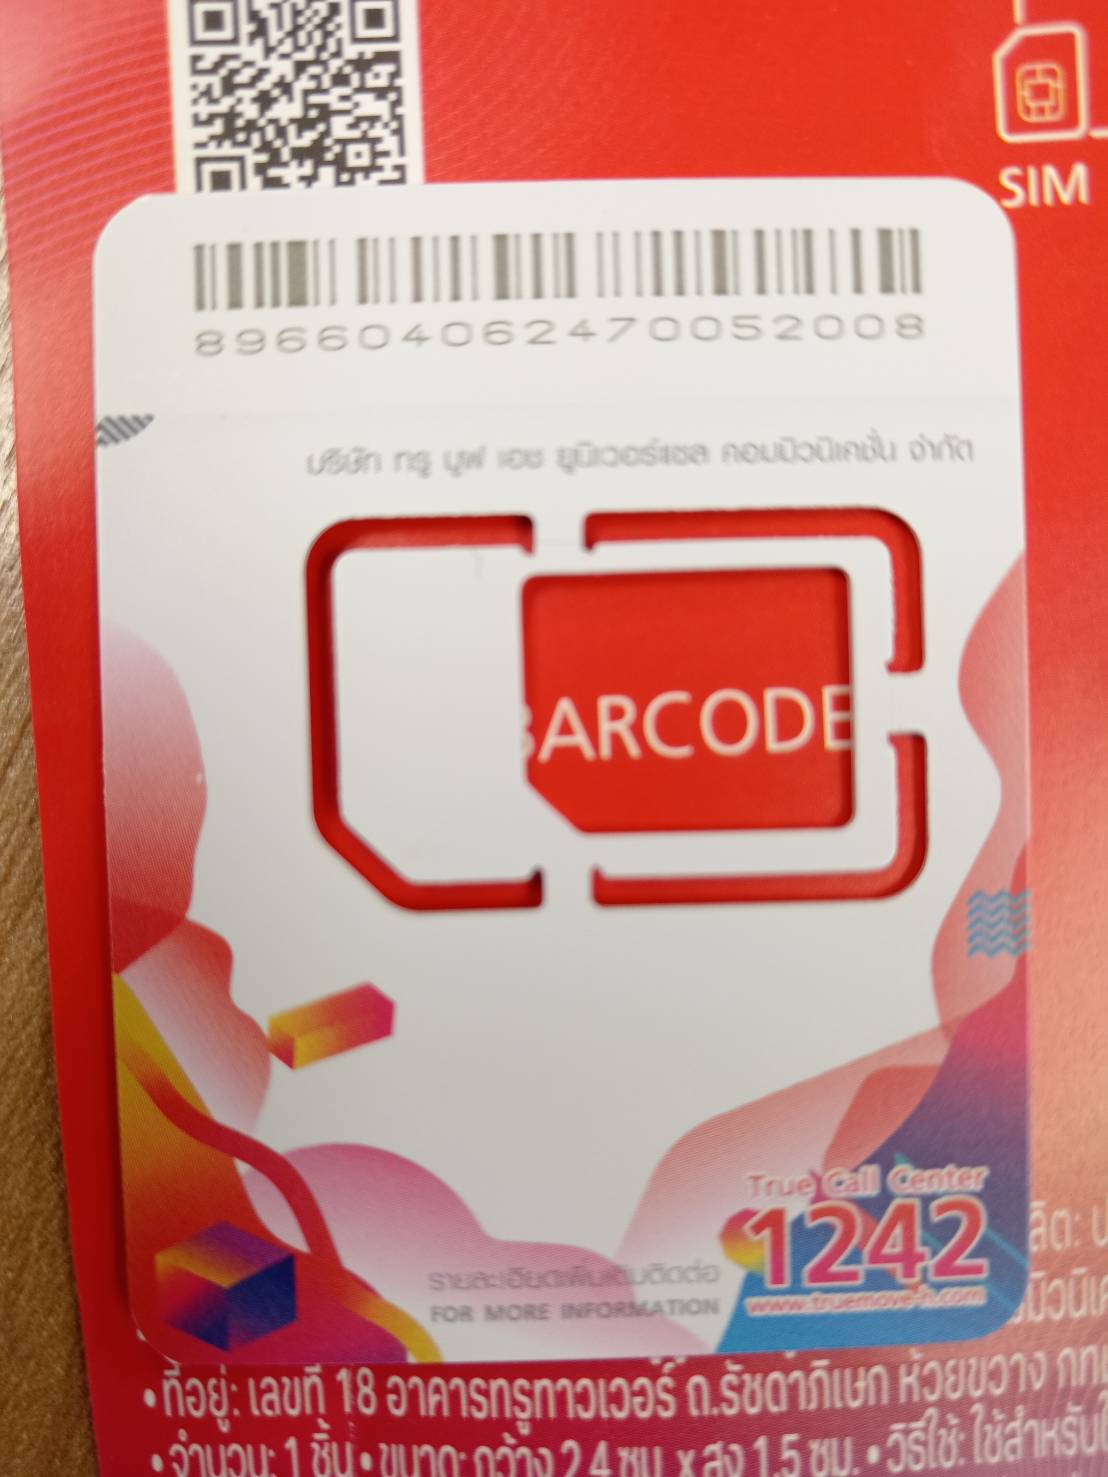 SIM
896604062470052008
บริษัท ทรู มูฟ เอช ยูนิเวอร์แซล คอมมิวนิเคชั่น จำกัด
BARCODE
True Call Center
1242
รายละเอียดเพิ่มเติมติดต่อ
FOR MORE INFORMATION
www.truemove-h.com
• ที่อยู่: เลขที่ 18 อาคารทรูทาวเวอร์ ถ.รัชดาภิเษก ห้วยขวาง
• จำนวน: 1 ชิ้น • ขนาด: กว้าง 2.4 ซม. x สูง 1.5 ซม. • วิธีใช้: ใช้สำหรับ